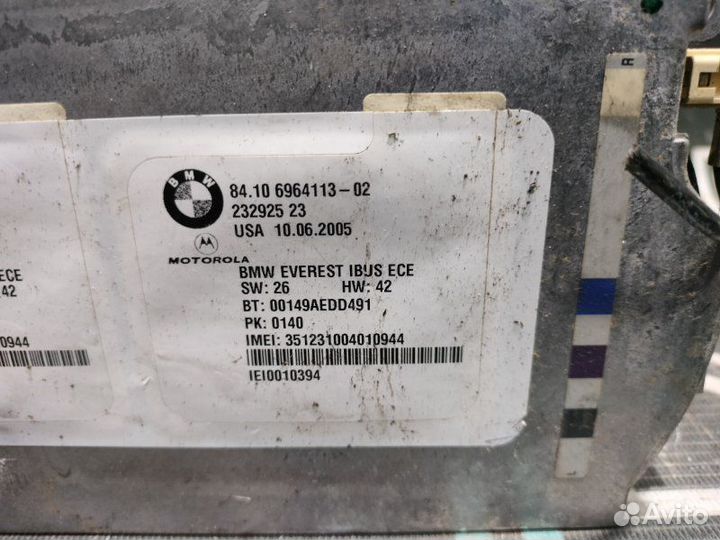 BMW
84.10 6964113-02
232925 23
USA 10.06.2005
MOTOROLA
BMW EVEREST IBUS ECE
SW: 26 HW: 42
BT: 00149AEDD491
PK: 0140
IMEI: 351231004010944
IEI0010394
ECE
: 42
0944
R
Avito